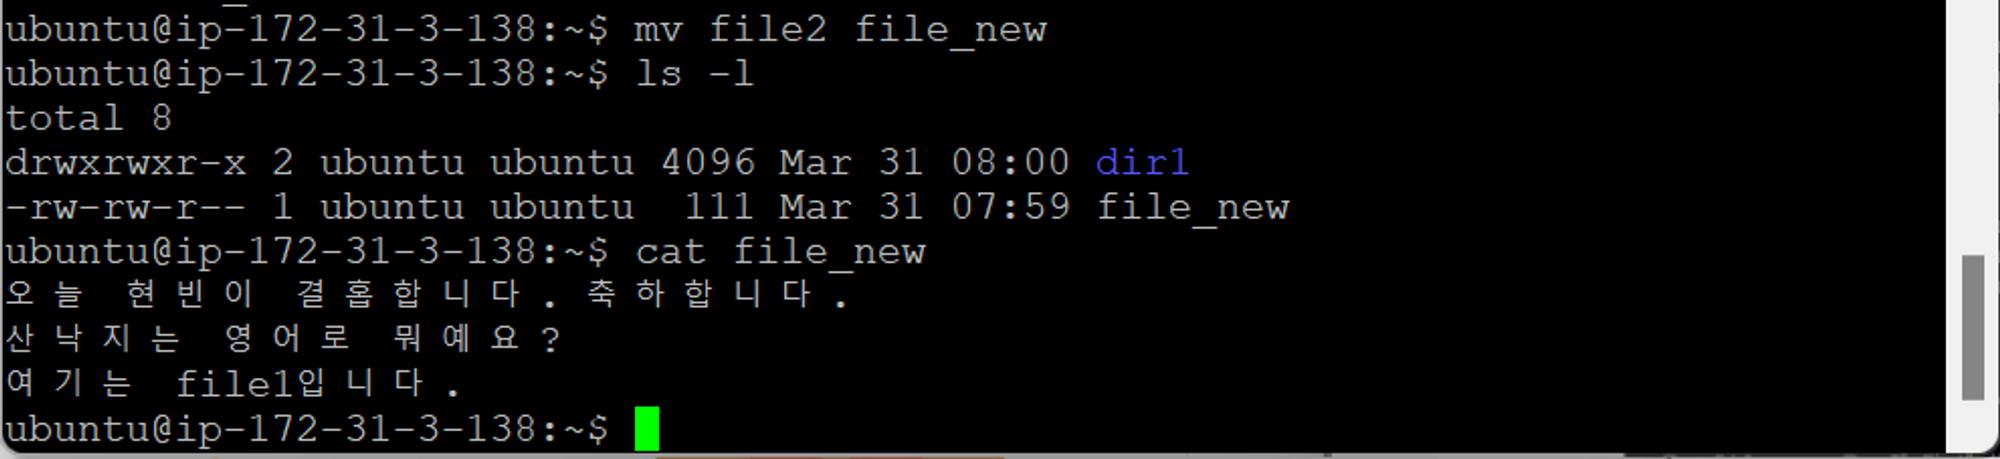 ubuntu@ip-172-31-3-138:~$ mv file2 file_new
ubuntu@ip-172-31-3-138:~$ ls -l
total 8
drwxrwxr-x 2 ubuntu ubuntu 4096 Mar 31 08:00 dir1
-rw-rw-r-- 1 ubuntu ubuntu  111 Mar 31 07:59 file_new
ubuntu@ip-172-31-3-138:~$ cat file_new
오늘 현빈이 결홉합니다. 축하합니다.
산낙지는 영어로 뭐예요?
여기는 file1입니다.
ubuntu@ip-172-31-3-138:~$